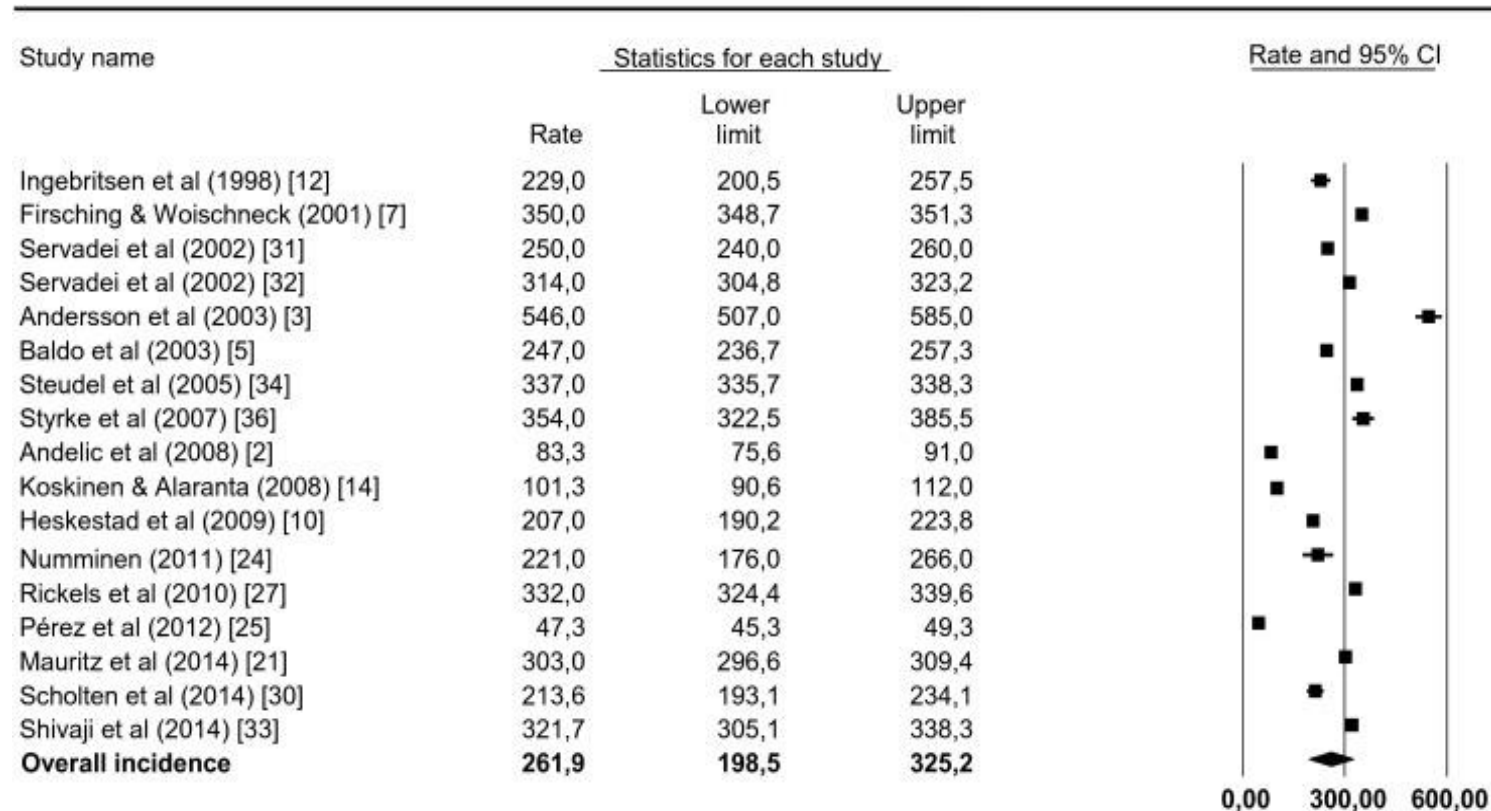 Study name Statistics for each study Rate and 95% CI
Lower Upper
Rate limit limit
Ingebritsen et al (1998) [12] 229,0 200,5 257,5
Firsching & Woischneck (2001) [7] 350,0 348,7 351,3
Servadei et al (2002) [31] 250,0 240,0 260,0
Servadei et al (2002) [32] 314,0 304,8 323,2
Andersson et al (2003) [3] 546,0 507,0 585,0
Baldo et al (2003) [5] 247,0 236,7 257,3
Steudel et al (2005) [34] 337,0 335,7 338,3
Styrke et al (2007) [36] 354,0 322,5 385,5
Andelic et al (2008) [2] 83,3 75,6 91,0
Koskinen & Alaranta (2008) [14] 101,3 90,6 112,0
Heskestad et al (2009) [10] 207,0 190,2 223,8
Numminen (2011) [24] 221,0 176,0 266,0
Rickels et al (2010) [27] 332,0 324,4 339,6
Pérez et al (2012) [25] 47,3 45,3 49,3
Mauritz et al (2014) [21] 303,0 296,6 309,4
Scholten et al (2014) [30] 213,6 193,1 234,1
Shivaji et al (2014) [33] 321,7 305,1 338,3
Overall incidence 261,9 198,5 325,2
0,00 300,00 600,00